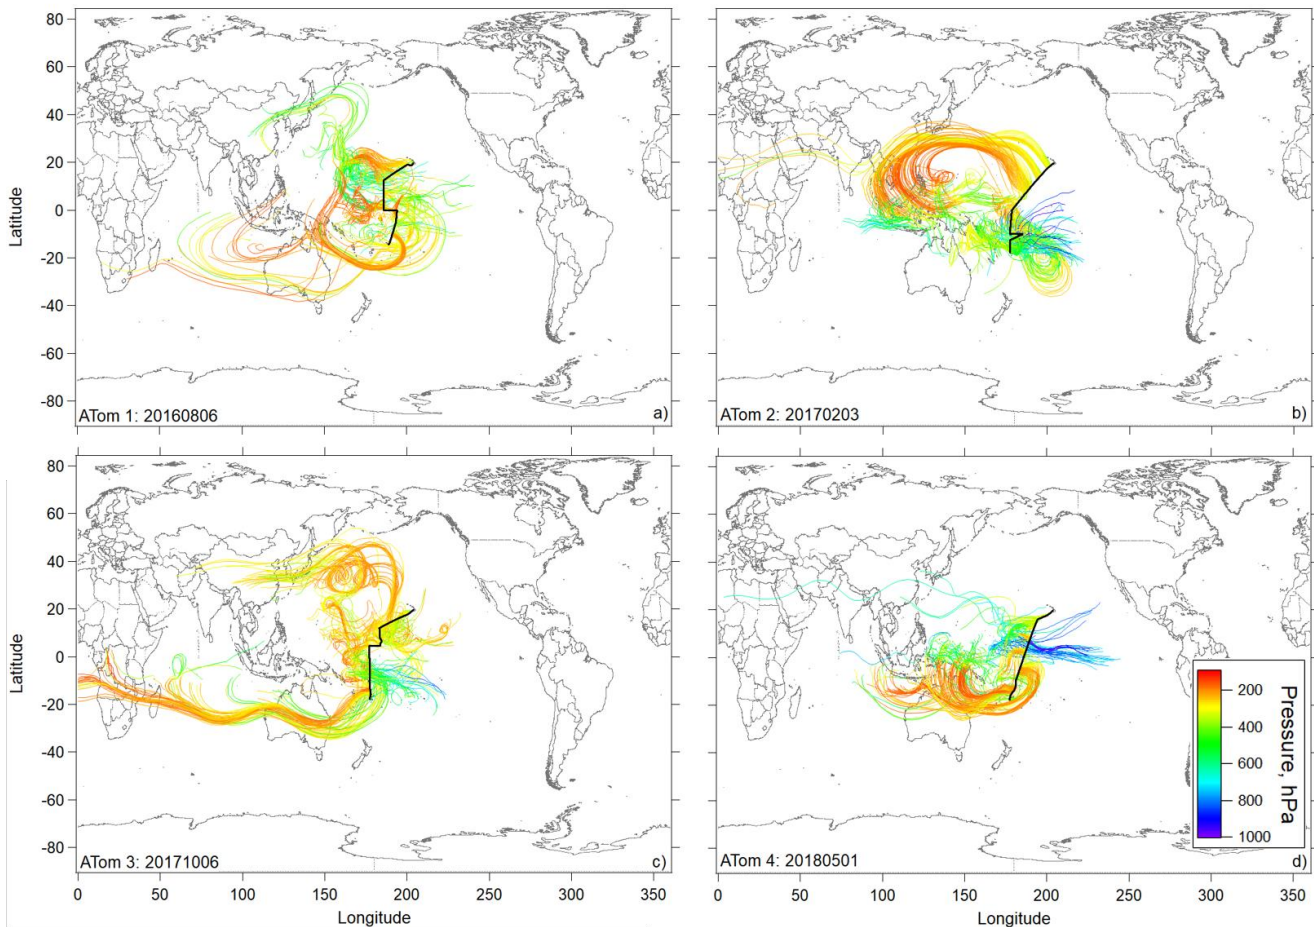 80
60
40
20
0
-20
-40
-60
-80
Latitude
ATom 1: 20160806
a)
ATom 2: 20170203
b)
80
60
40
20
0
-20
-40
-60
-80
Latitude
ATom 3: 20171006
c)
ATom 4: 20180501
d)
200
400
600
800
1000
Pressure, hPa
0 50 100 150 200 250 300 350
0 50 100 150 200 250 300 350
Longitude
Longitude